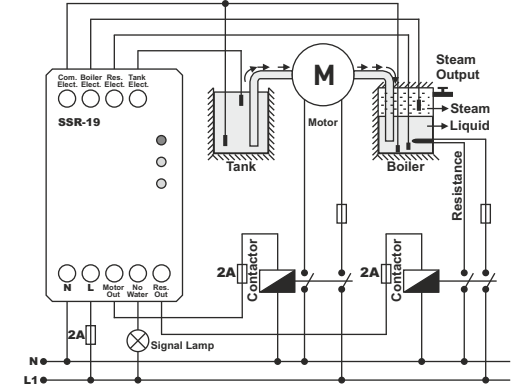 Com. Elect.
Boiler Elect.
Res. Elect.
Tank Elect.
SSR-19
M
Motor
Tank
Boiler
Steam Output
Steam
Liquid
Resistance
N
L
Motor Out
No Water
Res. Out
2A
Contactor
2A
Contactor
2A
Signal Lamp
N
L1